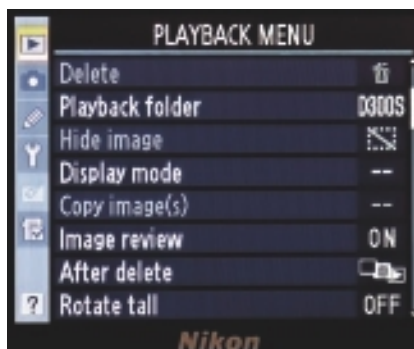 PLAYBACK MENU
Delete
Playback folder D300S
Hide image
Display mode --
Copy image(s) --
Image review ON
After delete
Rotate tall OFF
?
Nikon